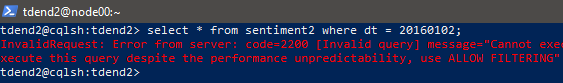 tdend2@node00:~
tdend2@cqlsh:tdend2> select * from sentiment2 where dt = 20160102;
InvalidRequest: Error from server: code=2200 [Invalid query] message="Cannot exe
xecute this query despite the performance unpredictability, use ALLOW FILTERING"
tdend2@cqlsh:tdend2>